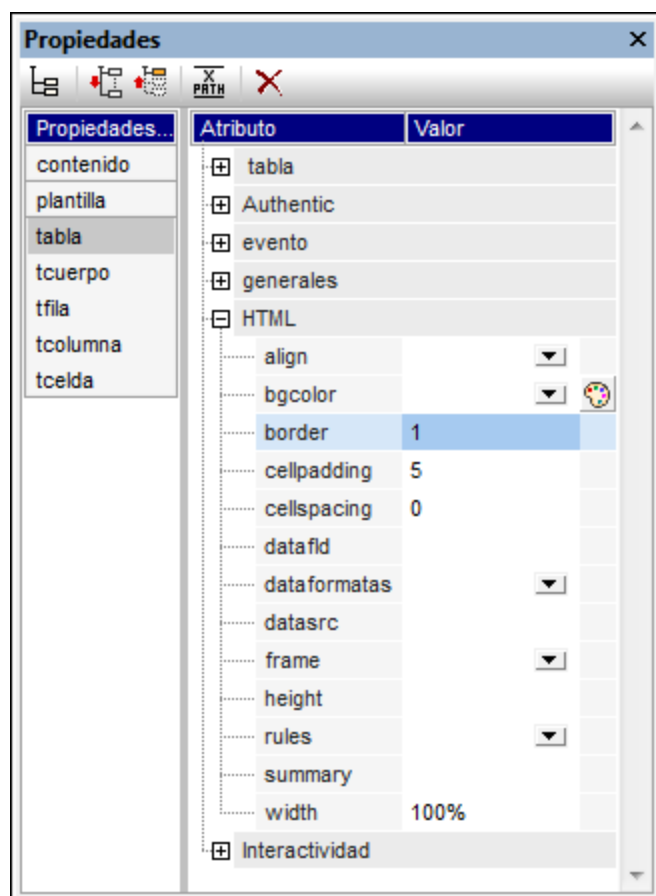 Propiedades
X
PATH
Propiedades...
contenido
plantilla
tabla
tcuerpo
tfila
tcolumna
tcelda
Atributo Valor
tabla
Authentic
evento
generales
HTML
align
bgcolor
border 1
cellpadding 5
cellspacing 0
datafld
dataformatas
datasrc
frame
height
rules
summary
width 100%
Interactividad